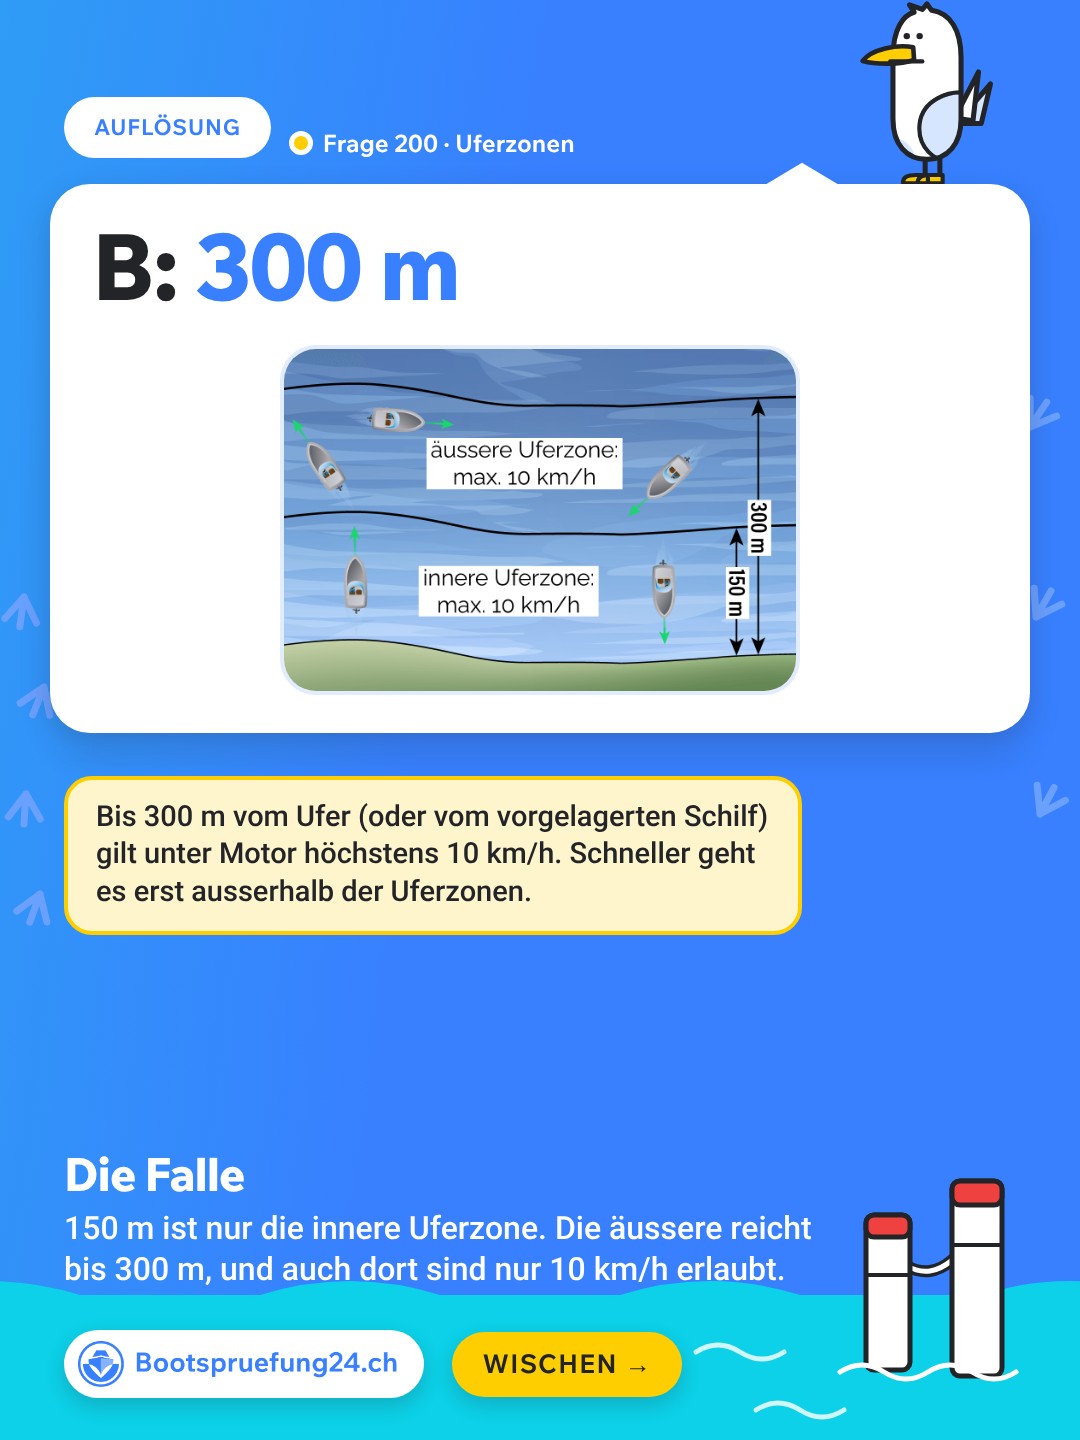 AUFLÖSUNG
Frage 200 · Uferzonen
B: 300 m
äussere Uferzone:
max. 10 km/h
300 m
innere Uferzone:
max. 10 km/h
150 m
Bis 300 m vom Ufer (oder vom vorgelagerten Schilf)
gilt unter Motor höchstens 10 km/h. Schneller geht
es erst ausserhalb der Uferzonen.
Die Falle
150 m ist nur die innere Uferzone. Die äussere reicht
bis 300 m, und auch dort sind nur 10 km/h erlaubt.
Bootspruefung24.ch
WISCHEN →